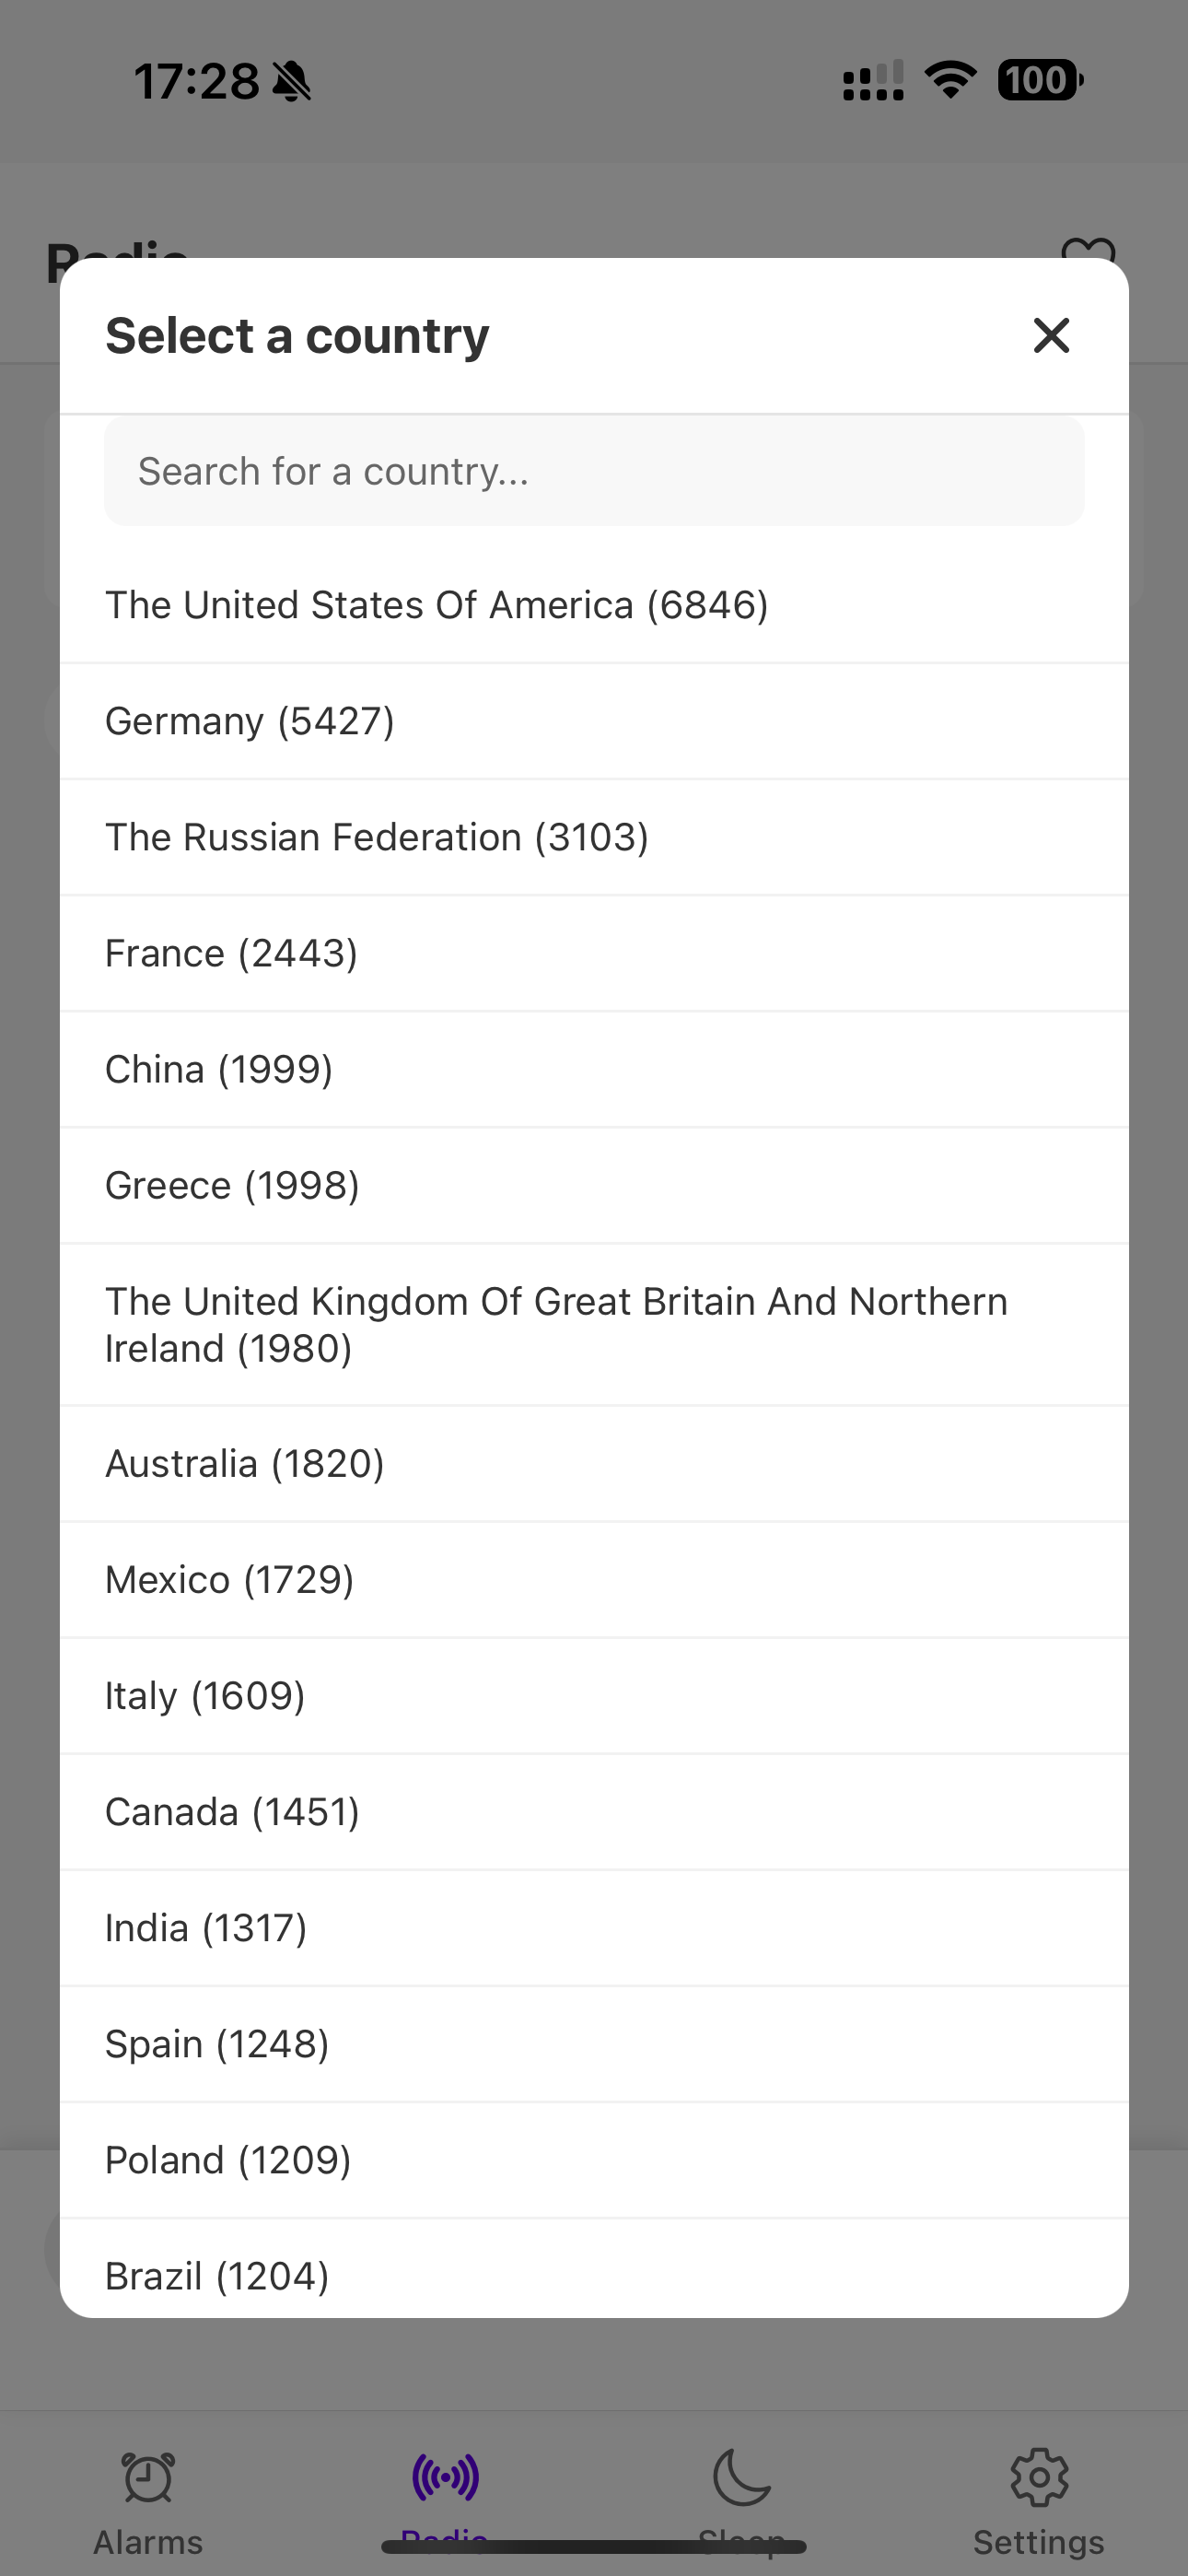 17:28
100
Radio
Select a country
Search for a country...
The United States Of America (6846)
Germany (5427)
The Russian Federation (3103)
France (2443)
China (1999)
Greece (1998)
The United Kingdom Of Great Britain And Northern
Ireland (1980)
Australia (1820)
Mexico (1729)
Italy (1609)
Canada (1451)
India (1317)
Spain (1248)
Poland (1209)
Brazil (1204)
Alarms
Radio
Sleep
Settings